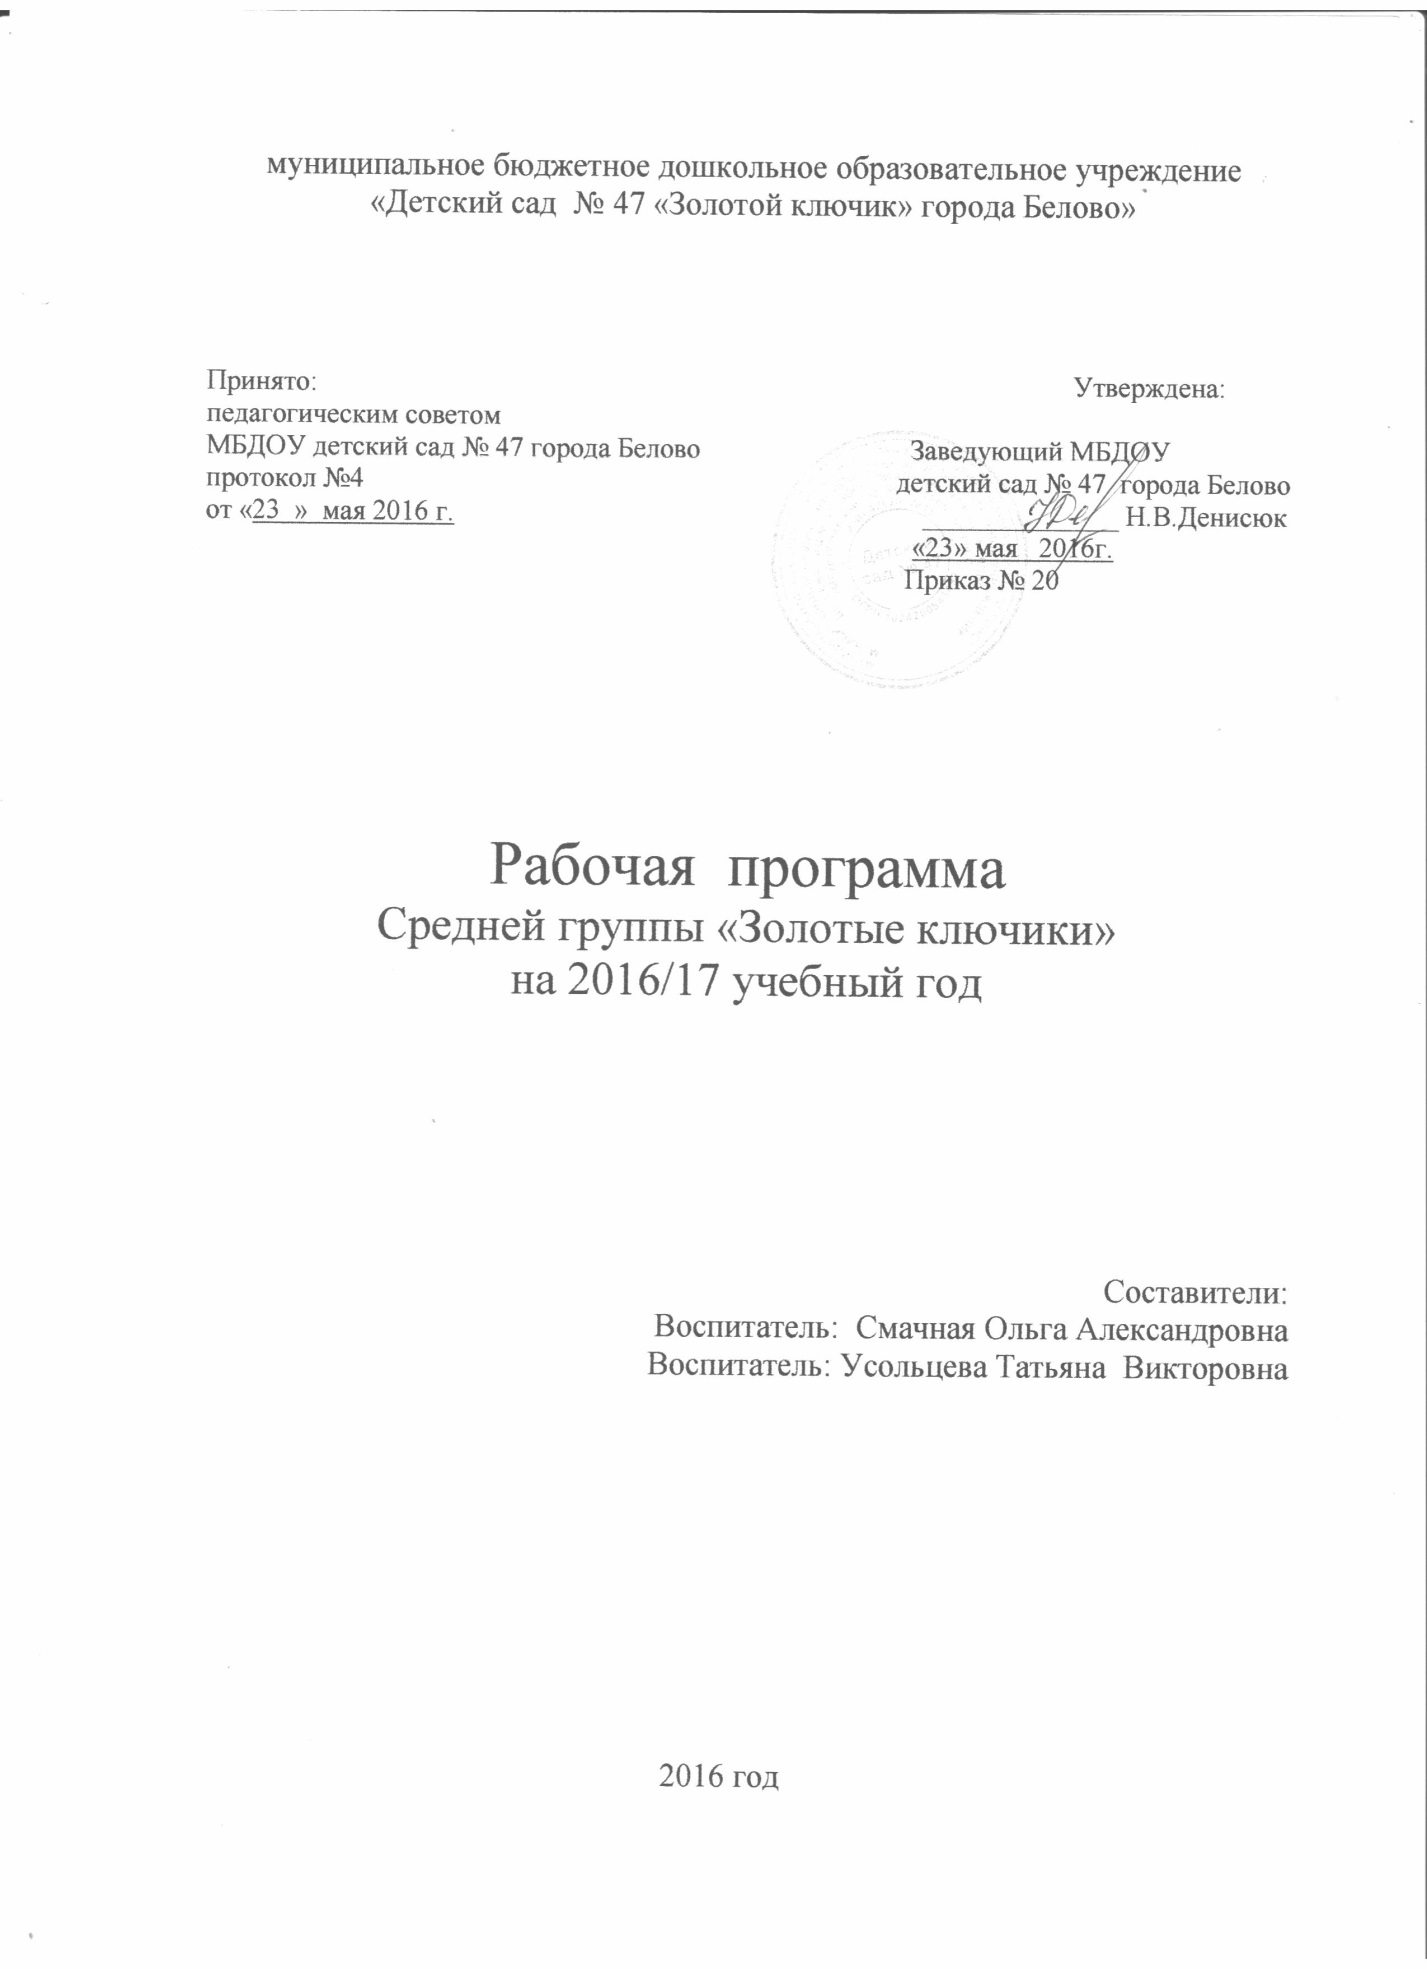 муниципальное бюджетное дошкольное образовательное учреждение
«Детский сад № 47 «Золотой ключик» города Белово»
Принято:
педагогическим советом
МБДОУ детский сад № 47 города Белово
протокол №4
от «23 » мая 2016 г.
Утверждена:
Заведующий МБДОУ
детский сад № 47 города Белово
Н.В.Денисюк
«23» мая 2016г.
Приказ № 20
Рабочая программа
Средней группы «Золотые ключики»
на 2016/17 учебный год
Составители:
Воспитатель: Смачная Ольга Александровна
Воспитатель: Усольцева Татьяна Викторовна
2016 год